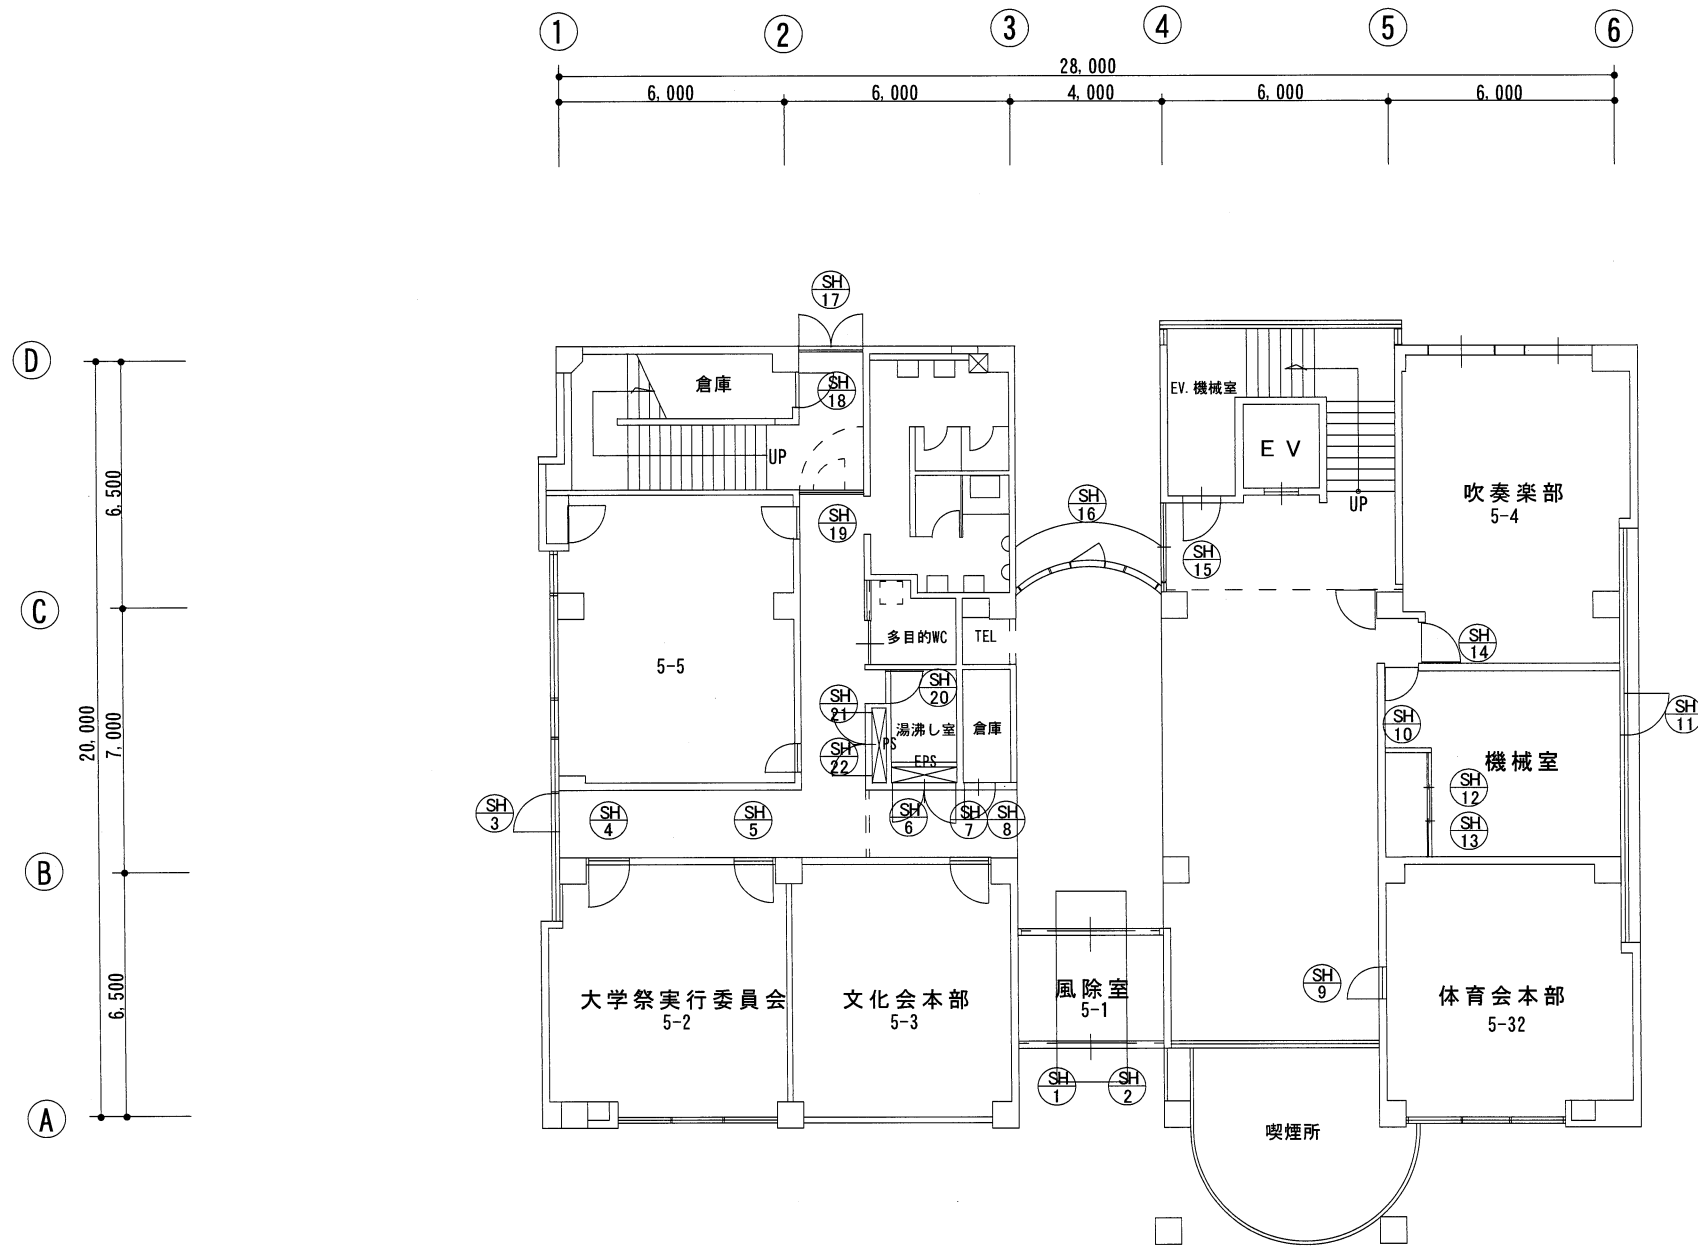 1 2 3 4 5 6
28,000
6,000 6,000 4,000 6,000 6,000
SH
17
D
倉庫
SH
18
EV.機械室
EV
UP
6,500
SH
16
吹奏楽部
5-4
UP
SH
19
SH
15
C
多目的WC
TEL
SH
14
5-5
SH
20
SH
21
SH
11
SH
10
20,000
7,000
湯沸し室
倉庫
PS
SH
22
EPS
機械室
SH
12
SH
3
SH
4
SH
5
SH
6
SH
7
SH
8
SH
13
B
6,500
大学祭実行委員会
5-2
文化会本部
5-3
風除室
5-1
SH
9
体育会本部
5-32
SH
1
SH
2
A
喫煙所